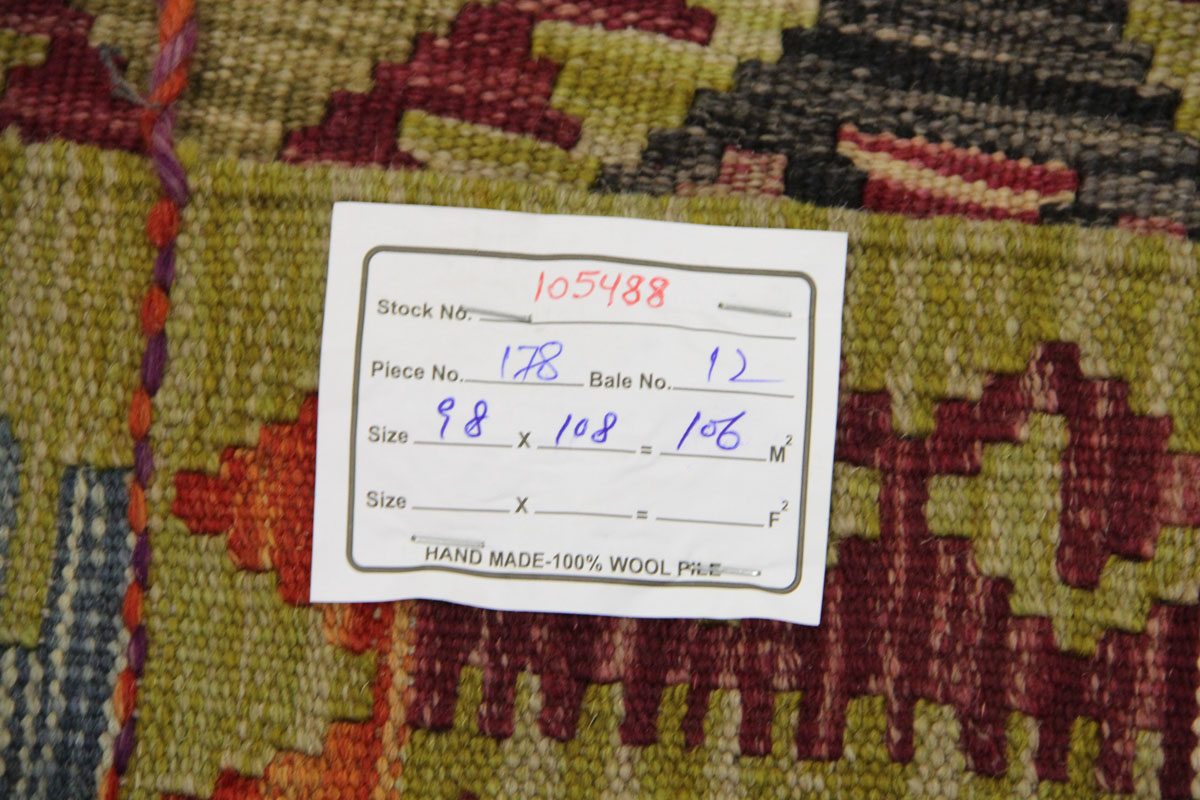 Stock No. 105488
Piece No. 178 Bale No. 12
Size 98 X 108 = 106 M²
Size X = F²
HAND MADE-100% WOOL PILE